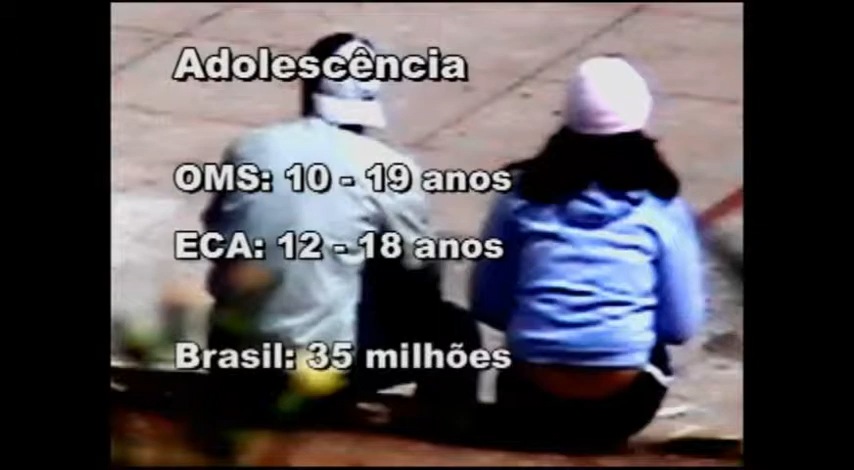 Adolescência
OMS: 10 - 19 anos
ECA: 12 - 18 anos
Brasil: 35 milhões